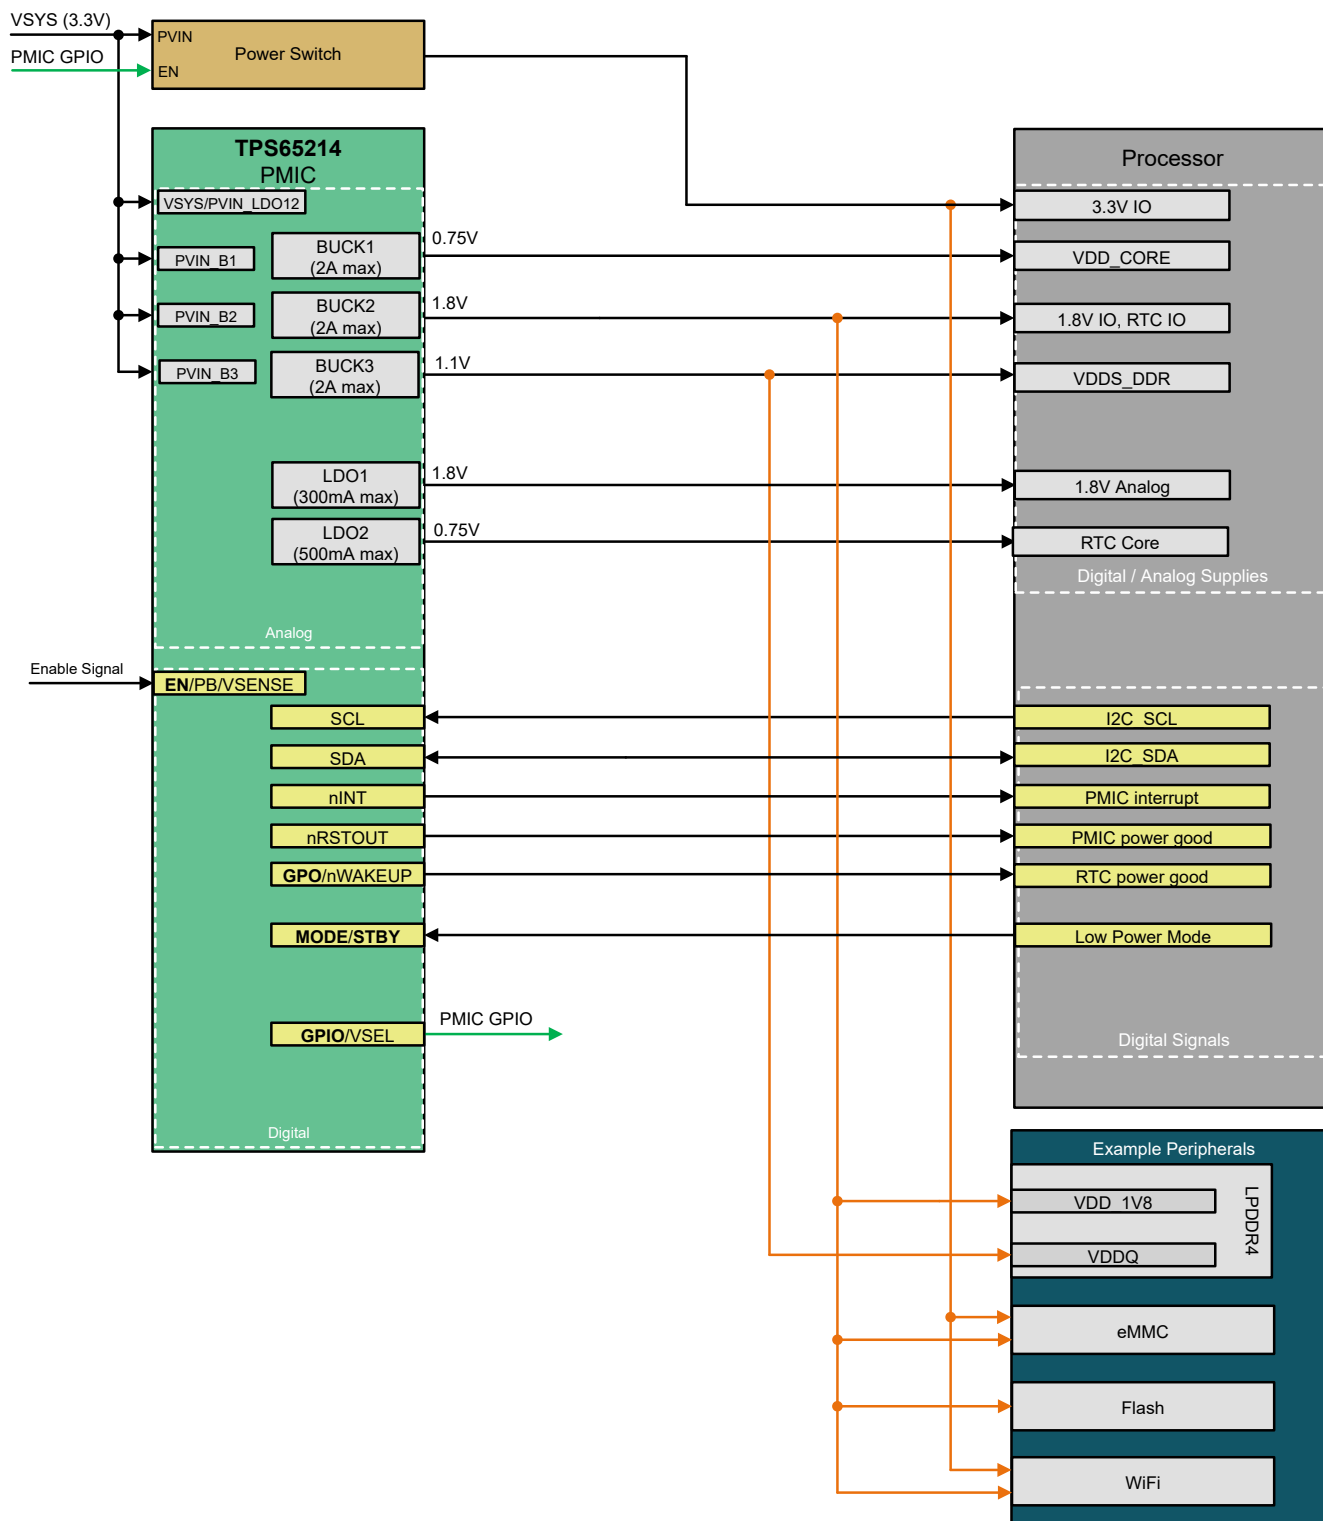 VSYS (3.3V)
PMIC GPIO
PVIN
EN
Power Switch
TPS65214
PMIC
VSYS/PVIN_LDO12
PVIN_B1
PVIN_B2
PVIN_B3
BUCK1
(2A max)
0.75V
BUCK2
(2A max)
1.8V
BUCK3
(2A max)
1.1V
LDO1
(300mA max)
1.8V
LDO2
(500mA max)
0.75V
Analog
Enable Signal
EN/PB/VSENSE
SCL
SDA
nINT
nRSTOUT
GPO/nWAKEUP
MODE/STBY
GPIO/VSEL
PMIC GPIO
Digital
Processor
3.3V IO
VDD_CORE
1.8V IO, RTC IO
VDDS_DDR
1.8V Analog
RTC Core
Digital / Analog Supplies
I2C_SCL
I2C_SDA
PMIC interrupt
PMIC power good
RTC power good
Low Power Mode
Digital Signals
Example Peripherals
VDD_1V8
VDDQ
LPDDR4
eMMC
Flash
WiFi